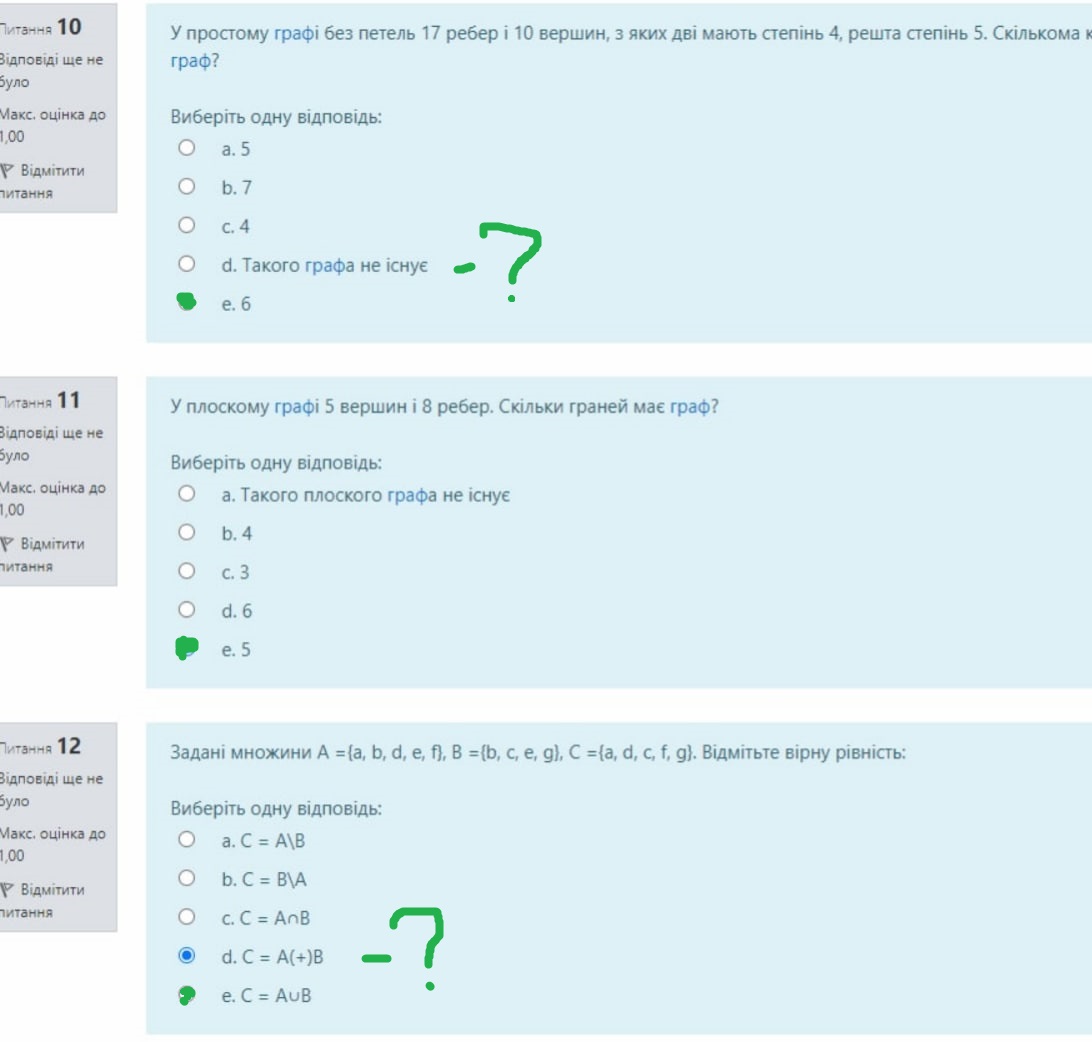 Питання 10
Відповіді ще не
було
Макс. оцінка до
1,00
Відмітити
питання
У простому графі без петель 17 ребер і 10 вершин, з яких дві мають степінь 4, решта степінь 5. Скількома
граф?
Виберіть одну відповідь:
a. 5
b. 7
c. 4
d. Такого графа не існує
- ?
e. 6
Питання 11
Відповіді ще не
було
Макс. оцінка до
1,00
Відмітити
питання
У плоскому графі 5 вершин і 8 ребер. Скільки граней має граф?
Виберіть одну відповідь:
a. Такого плоского графа не існує
b. 4
c. 3
d. 6
e. 5
Питання 12
Відповіді ще не
було
Макс. оцінка до
1,00
Відмітити
питання
Задані множини A ={a, b, d, e, f}, B ={b, c, e, g}, C ={a, d, c, f, g}. Відмітьте вірну рівність:
Виберіть одну відповідь:
a. C = A\B
b. C = B\A
c. C = A∩B
d. C = A(+)B
- ?
e. C = A∪B